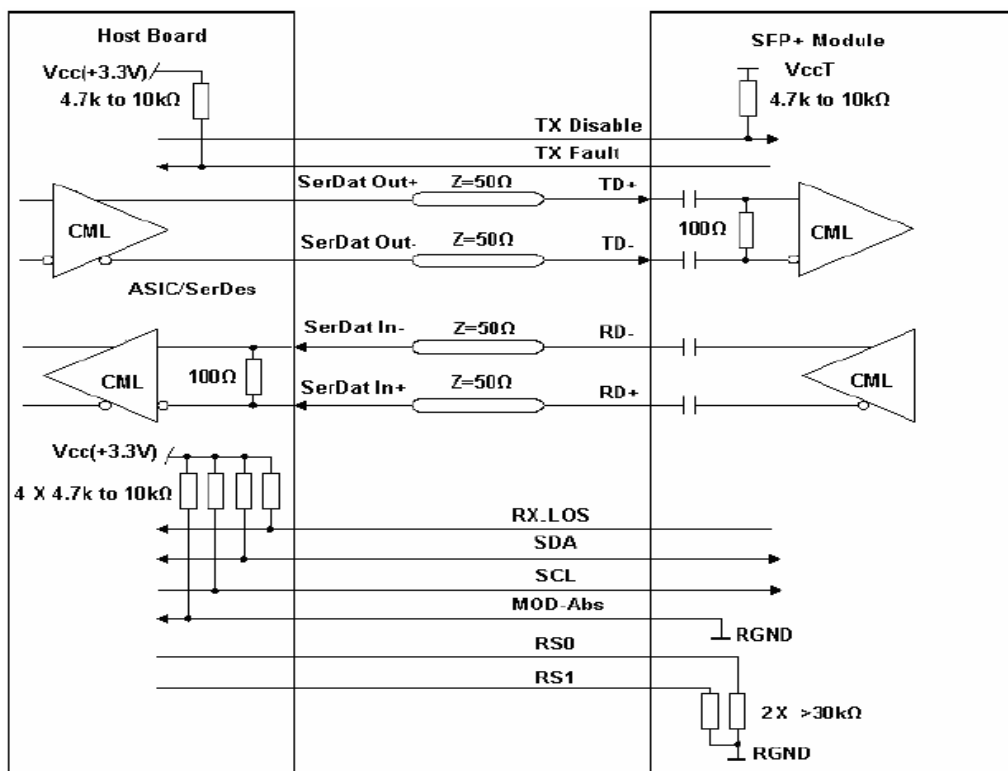 Host Board
SFP+ Module
Vcc(+3.3V)
4.7k to 10kΩ
VccT
4.7k to 10kΩ
TX Disable
TX Fault
SerDat Out+
Z=50Ω
TD+
CML
100Ω
CML
SerDat Out-
Z=50Ω
TD-
ASIC/SerDes
SerDat In-
Z=50Ω
RD-
100Ω
CML
CML
SerDat In+
Z=50Ω
RD+
Vcc(+3.3V)
4 X 4.7k to 10kΩ
RX_LOS
SDA
SCL
MOD-Abs
RGND
RS0
RS1
2X >30kΩ
RGND